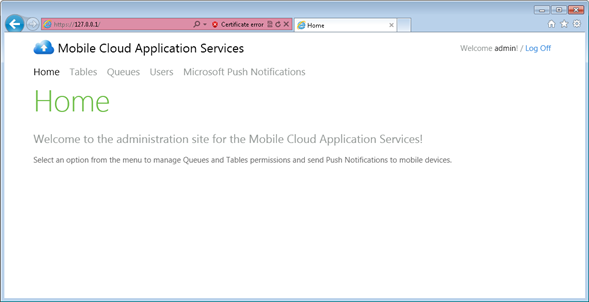 https://127.0.0.1/ Certificate error Home
Mobile Cloud Application Services Welcome admin! / Log Off
Home Tables Queues Users Microsoft Push Notifications
Home
Welcome to the administration site for the Mobile Cloud Application Services!
Select an option from the menu to manage Queues and Tables permissions and send Push Notifications to mobile devices.